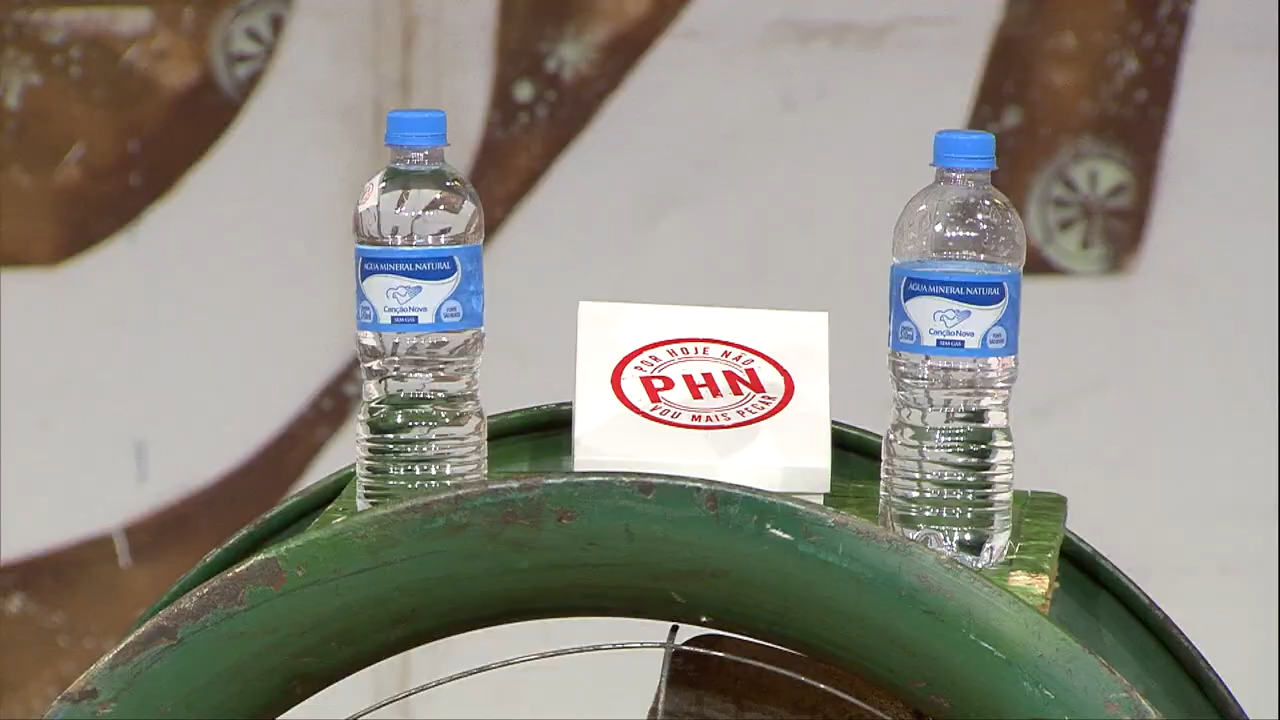 ÁGUA MINERAL NATURAL
Canção Nova
SEM GÁS
POR HOJE NÃO
PHN
VOU MAIS PECAR
ÁGUA MINERAL NATURAL
Canção Nova
SEM GÁS